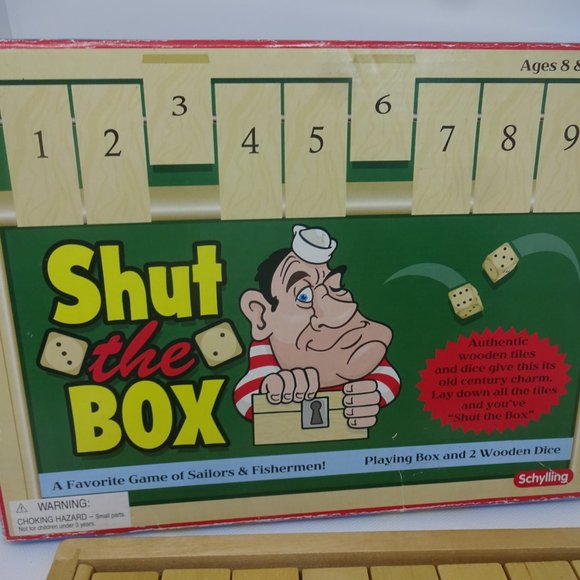 Ages 8 &
1 2 3 4 5 6 7 8 9
Shut
the
BOX
Authentic
wooden tiles
and dice give this its
old century charm.
Lay down all the tiles
and you've
"Shut the Box"
A Favorite Game of Sailors & Fishermen!
Playing Box and 2 Wooden Dice
Schylling
WARNING:
CHOKING HAZARD – Small parts.
Not for children under 3 years.